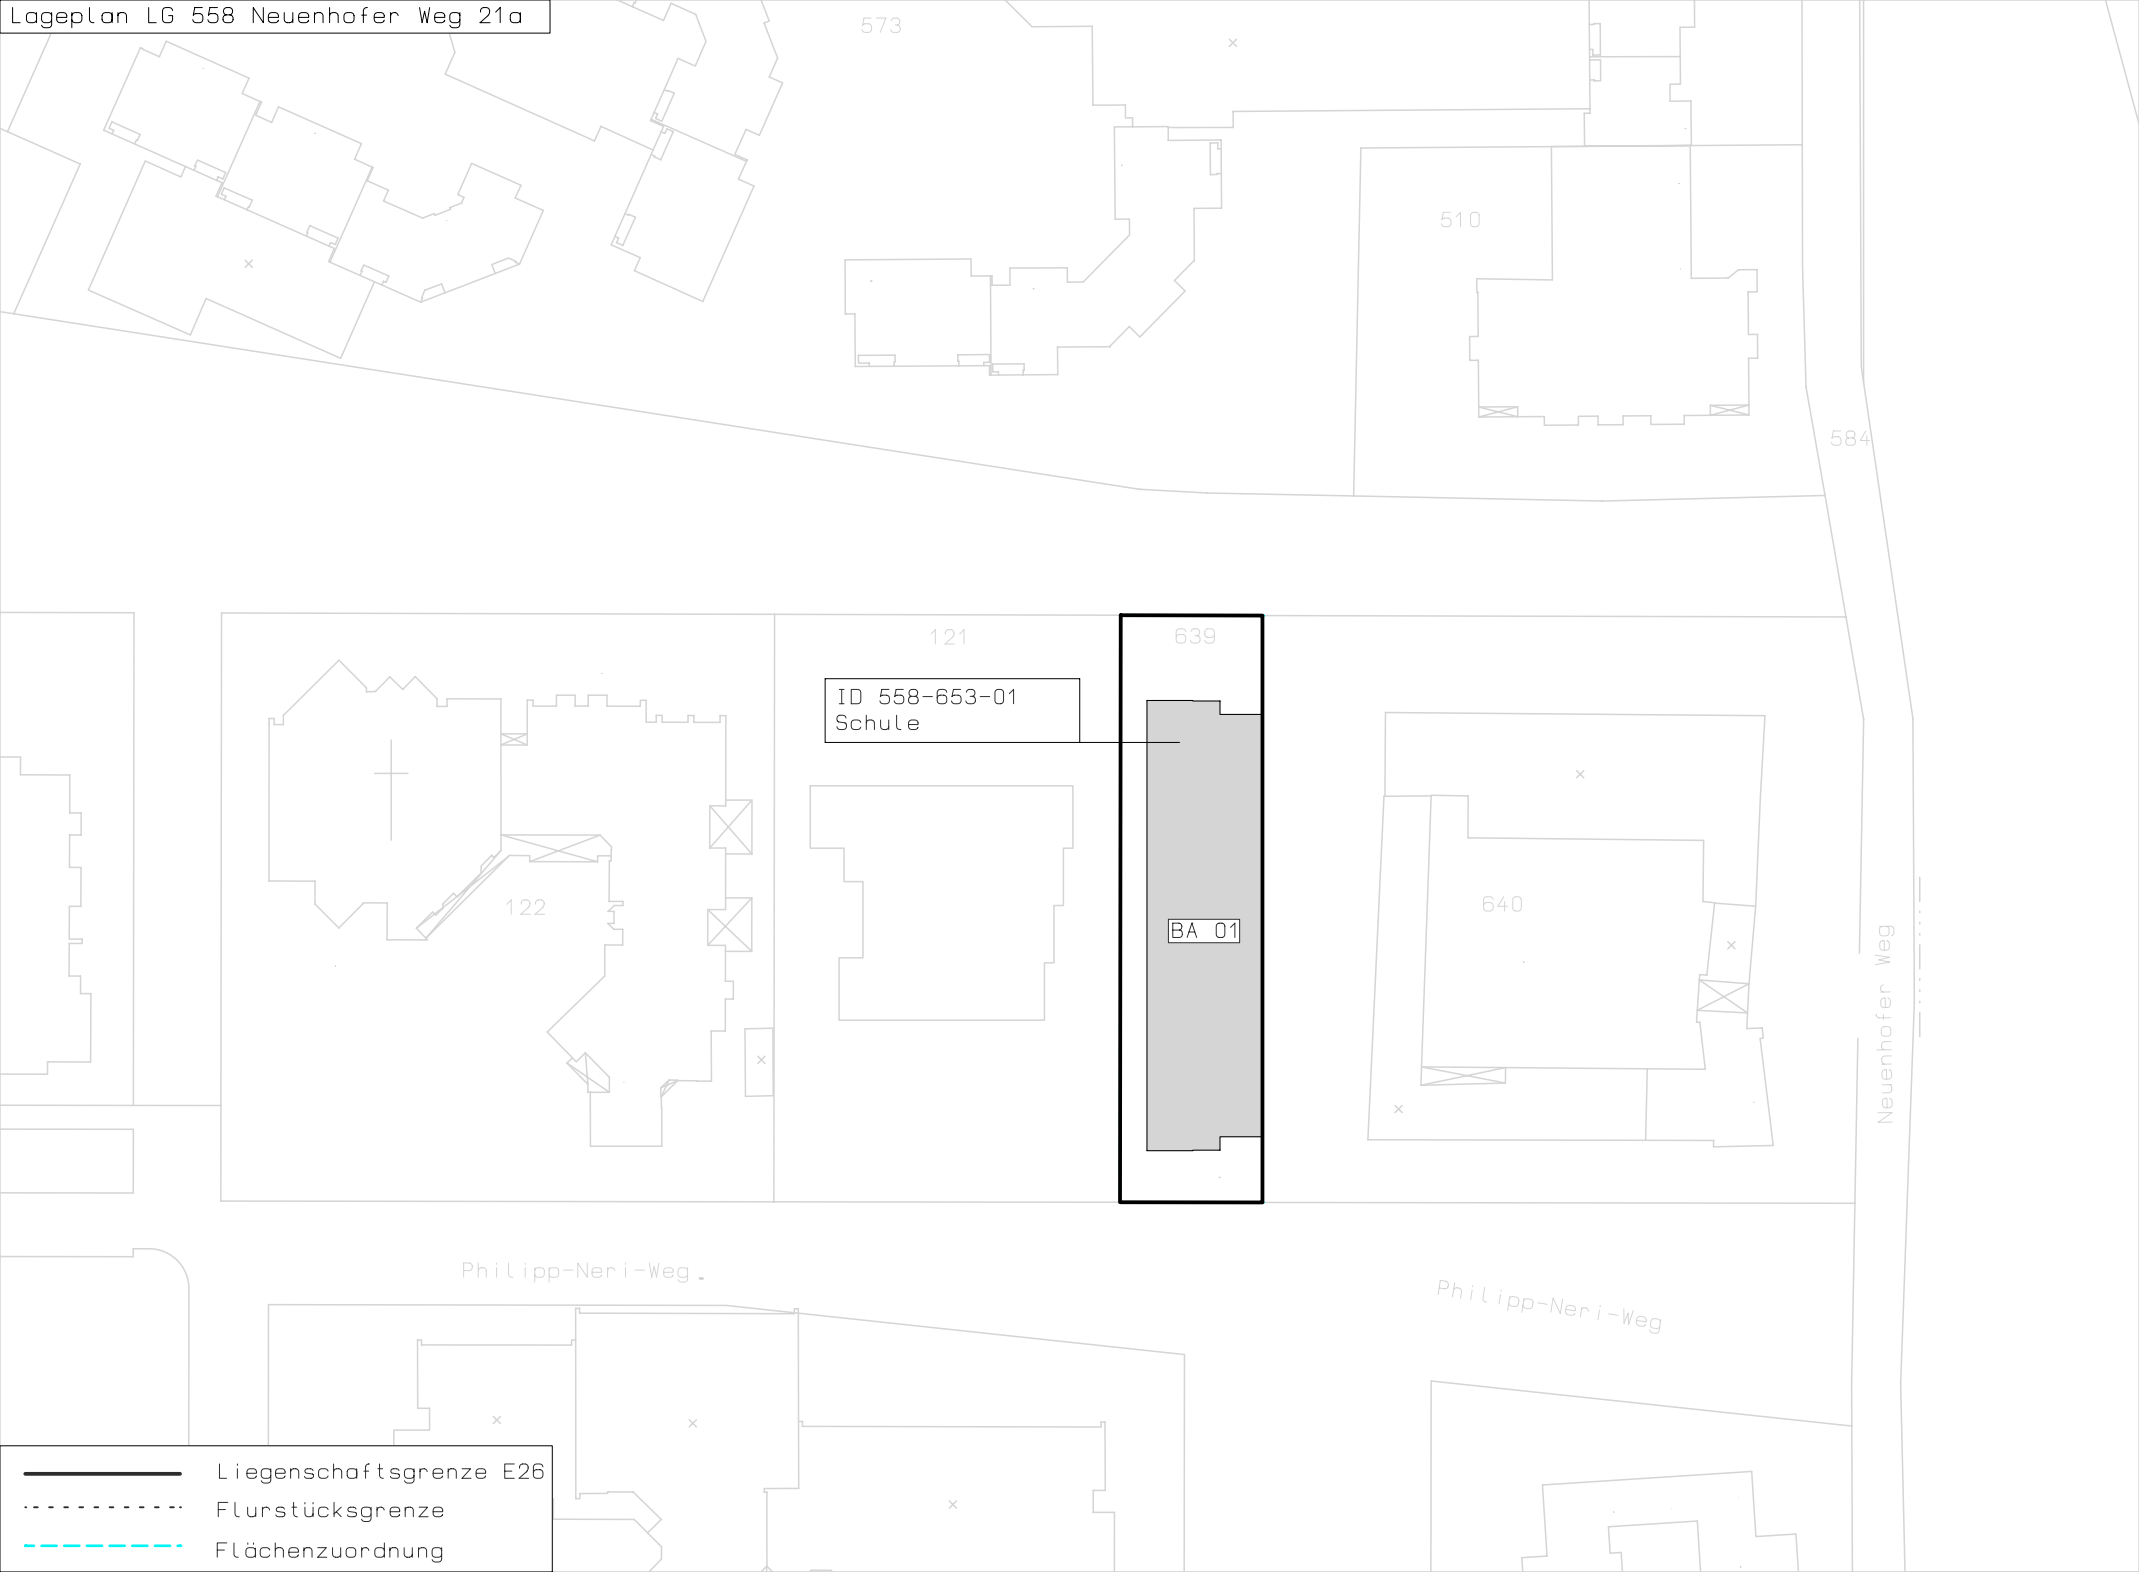 Lageplan LG 558 Neuenhofer Weg 21a
573
510
584
121
639
ID 558-653-01
Schule
122
640
BA 01
Neuenhofer Weg
Philipp-Neri-Weg
Philipp-Neri-Weg
Liegenschaftsgrenze E26
Flurstücksgrenze
Flächenzuordnung